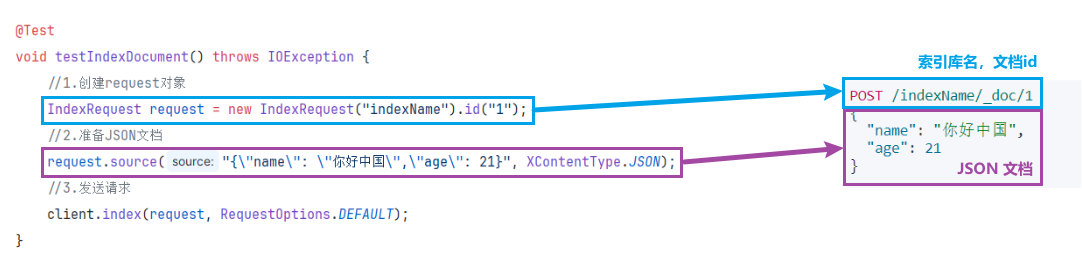 @Test
void testIndexDocument() throws IOException {
//1.创建request对象
IndexRequest request = new IndexRequest("indexName").id("1");
//2.准备JSON文档
request.source( source: "{\"name\": \"你好中国\",\"age\": 21}", XContentType.JSON);
//3.发送请求
client.index(request, RequestOptions.DEFAULT);
}
索引库名，文档id
POST /indexName/_doc/1
{
"name": "你好中国",
"age": 21
}
JSON 文档